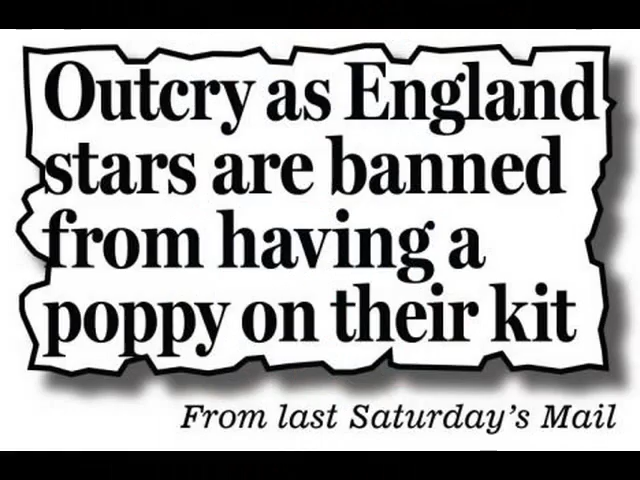 Outcry as England
stars are banned
from having a
poppy on their kit
From last Saturday's Mail